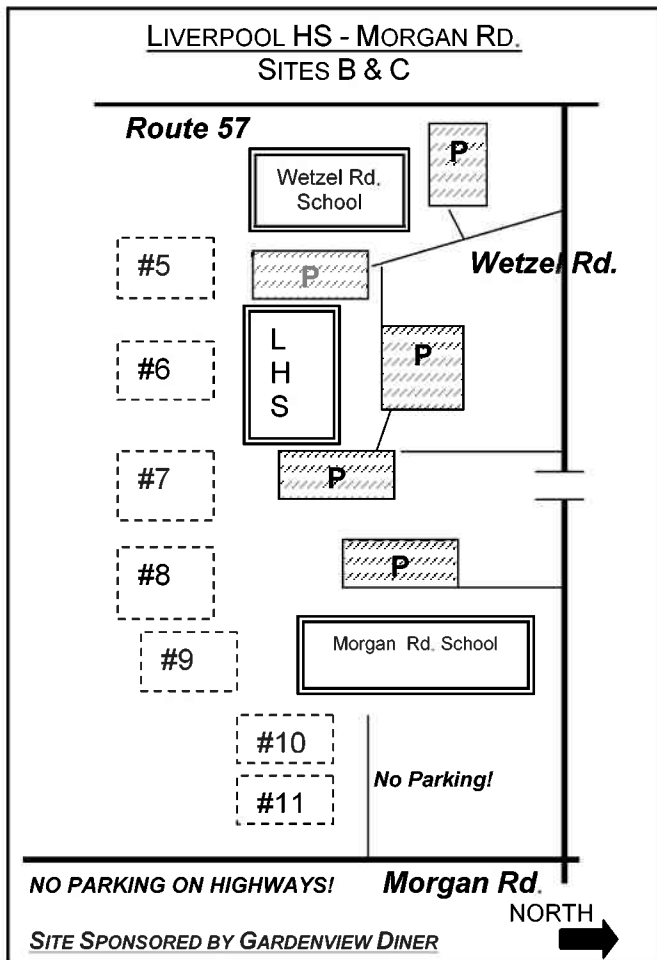 LIVERPOOL HS - MORGAN RD.
SITES B & C
Route 57
P
Wetzel Rd.
School
#5
P
Wetzel Rd.
L
H
S
#6
P
#7
P
#8
P
#9
Morgan Rd. School
#10
No Parking!
#11
NO PARKING ON HIGHWAYS!
Morgan Rd.
NORTH
SITE SPONSORED BY GARDENVIEW DINER